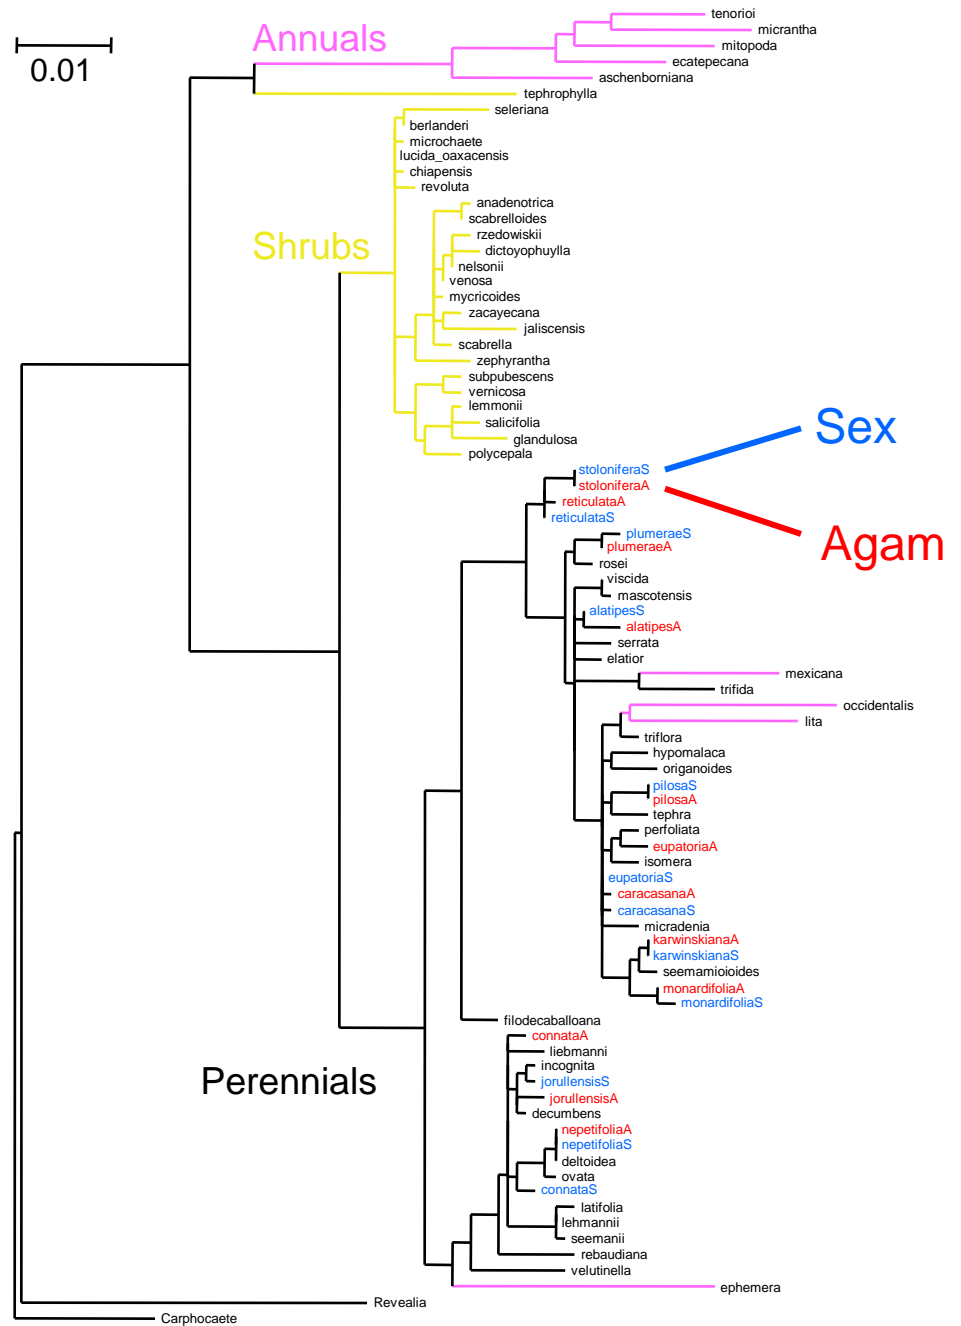 tenorioi
Annuals
micrantha
mitopoda
0.01
ecatepecana
aschenborniana
tephrophylla
seleriana
berlanderi
microchaete
lucida_oaxacensis
chiapensis
revoluta
anadenotrica
scabrelloides
Shrubs
rzedowiskii
dictoyophuylla
nelsonii
venosa
mycricoides
zacayecana
jaliscensis
scabrella
zephyrantha
subpubescens
vernicosa
lemmonii
salicifolia
Sex
glandulosa
polycepala
stoloniferaS
stoloniferaA
reticulataA
reticulataS
plumeraeS
Agam
plumeraeA
rosei
viscida
mascotensis
alatipesS
alatipesA
serrata
elatior
mexicana
trifida
occidentalis
lita
triflora
hypomalaca
origanoides
pilosaS
pilosaA
tephra
perfoliata
eupatoriaA
isomera
eupatoriaS
caracasanaA
caracasanaS
micradenia
karwinskianaA
karwinskianaS
seemamioioides
monardifoliaA
monardifoliaS
filodecaballoana
connataA
liebmanni
incognita
Perennials
jorullensisS
jorullensisA
decumbens
nepetifoliaA
nepetifoliaS
deltoidea
ovata
connataS
latifolia
lehmannii
seemanii
rebaudiana
velutinella
ephemera
Revealia
Carphocaete